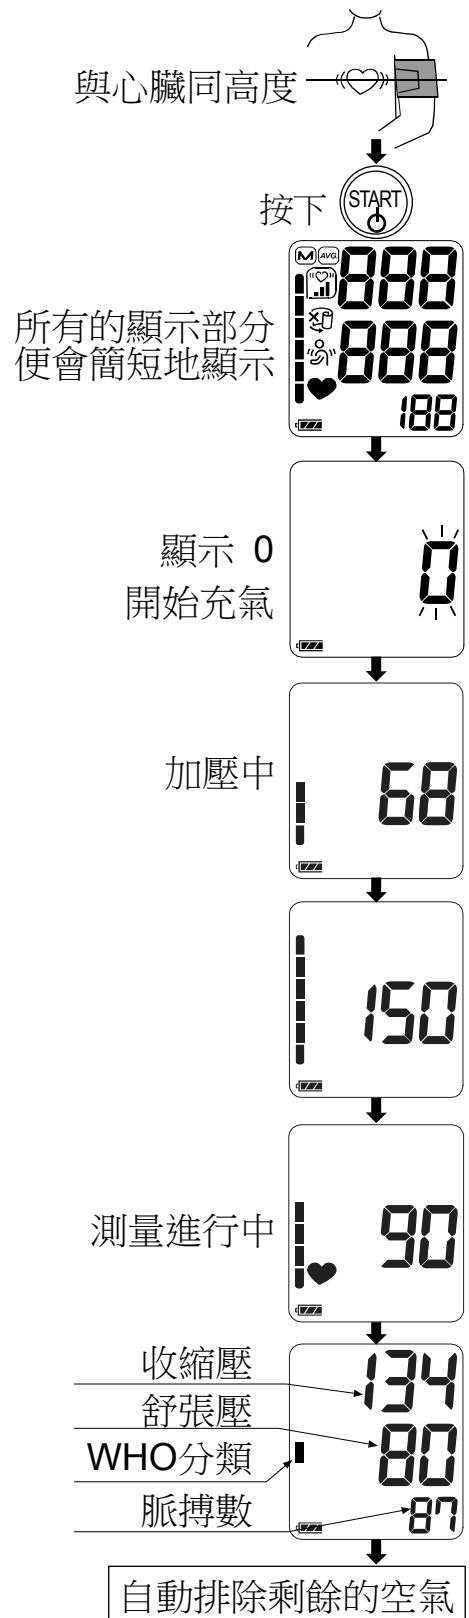 與心臟同高度
按下
START
M AVG.
888
所有的顯示部分
便會簡短地顯示
888
188
顯示 0
開始充氣
0
加壓中
68
150
測量進行中
90
收縮壓
134
舒張壓
80
WHO分類
脈搏數
87
自動排除剩餘的空氣